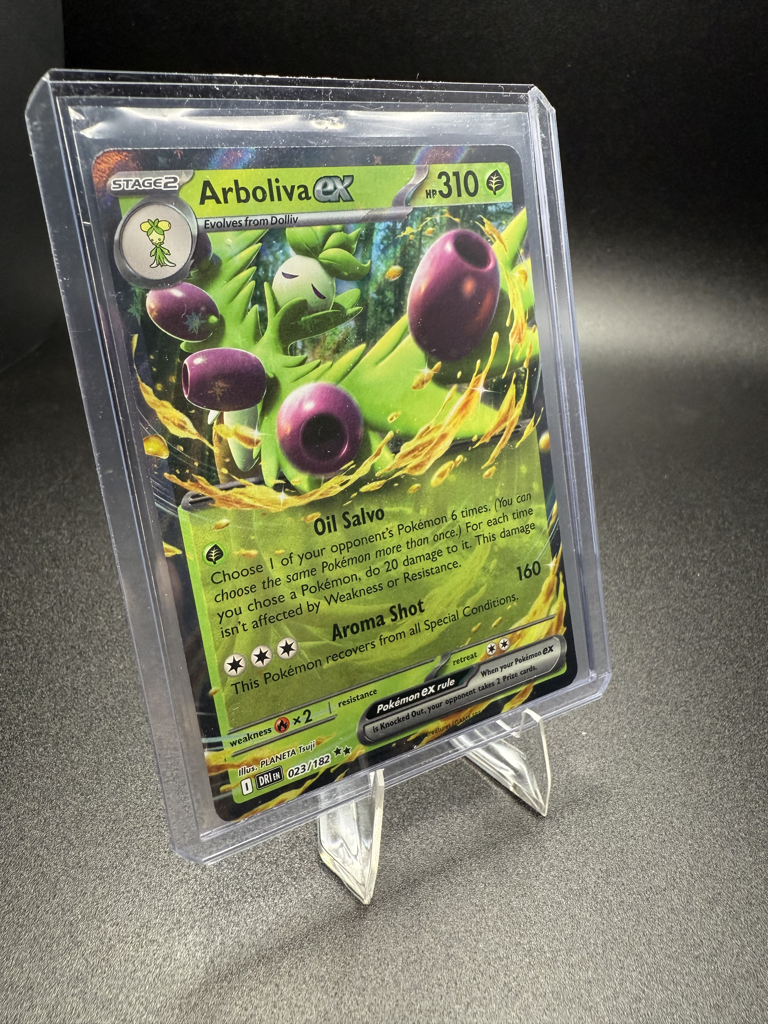 STAGE2 Arboliva ex HP 310
Evolves from Dolliv
Oil Salvo
Choose 1 of your opponent's Pokémon 6 times. (You can
choose the same Pokémon more than once.) For each time
you chose a Pokémon, do 20 damage to it. This damage
isn't affected by Weakness or Resistance.
Aroma Shot 160
This Pokémon recovers from all Special Conditions.
weakness ×2 resistance retreat
Pokémon ex rule When your Pokémon ex
is Knocked Out, your opponent takes 2 Prize cards.
Illus. PLANETA Tsuji
I DRI EN 023/182